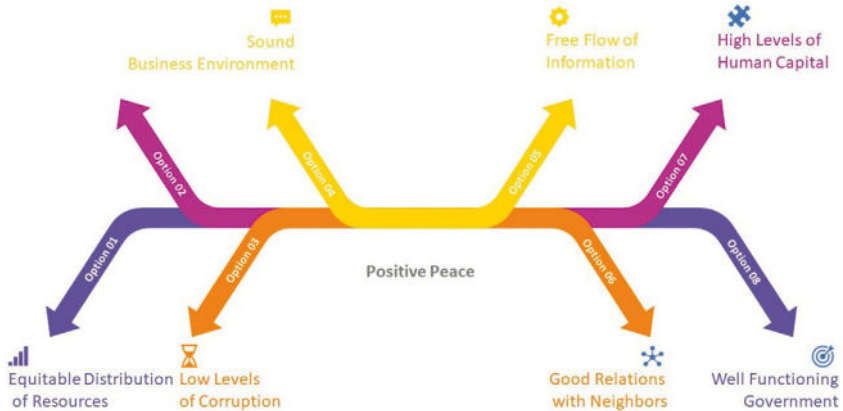 Sound
Business Environment
Free Flow of
Information
High Levels of
Human Capital
Option 02
Option 04
Option 05
Option 07
Option 01
Option 03
Option 06
Option 08
Positive Peace
Equitable Distribution
of Resources
Low Levels
of Corruption
Good Relations
with Neighbors
Well Functioning
Government